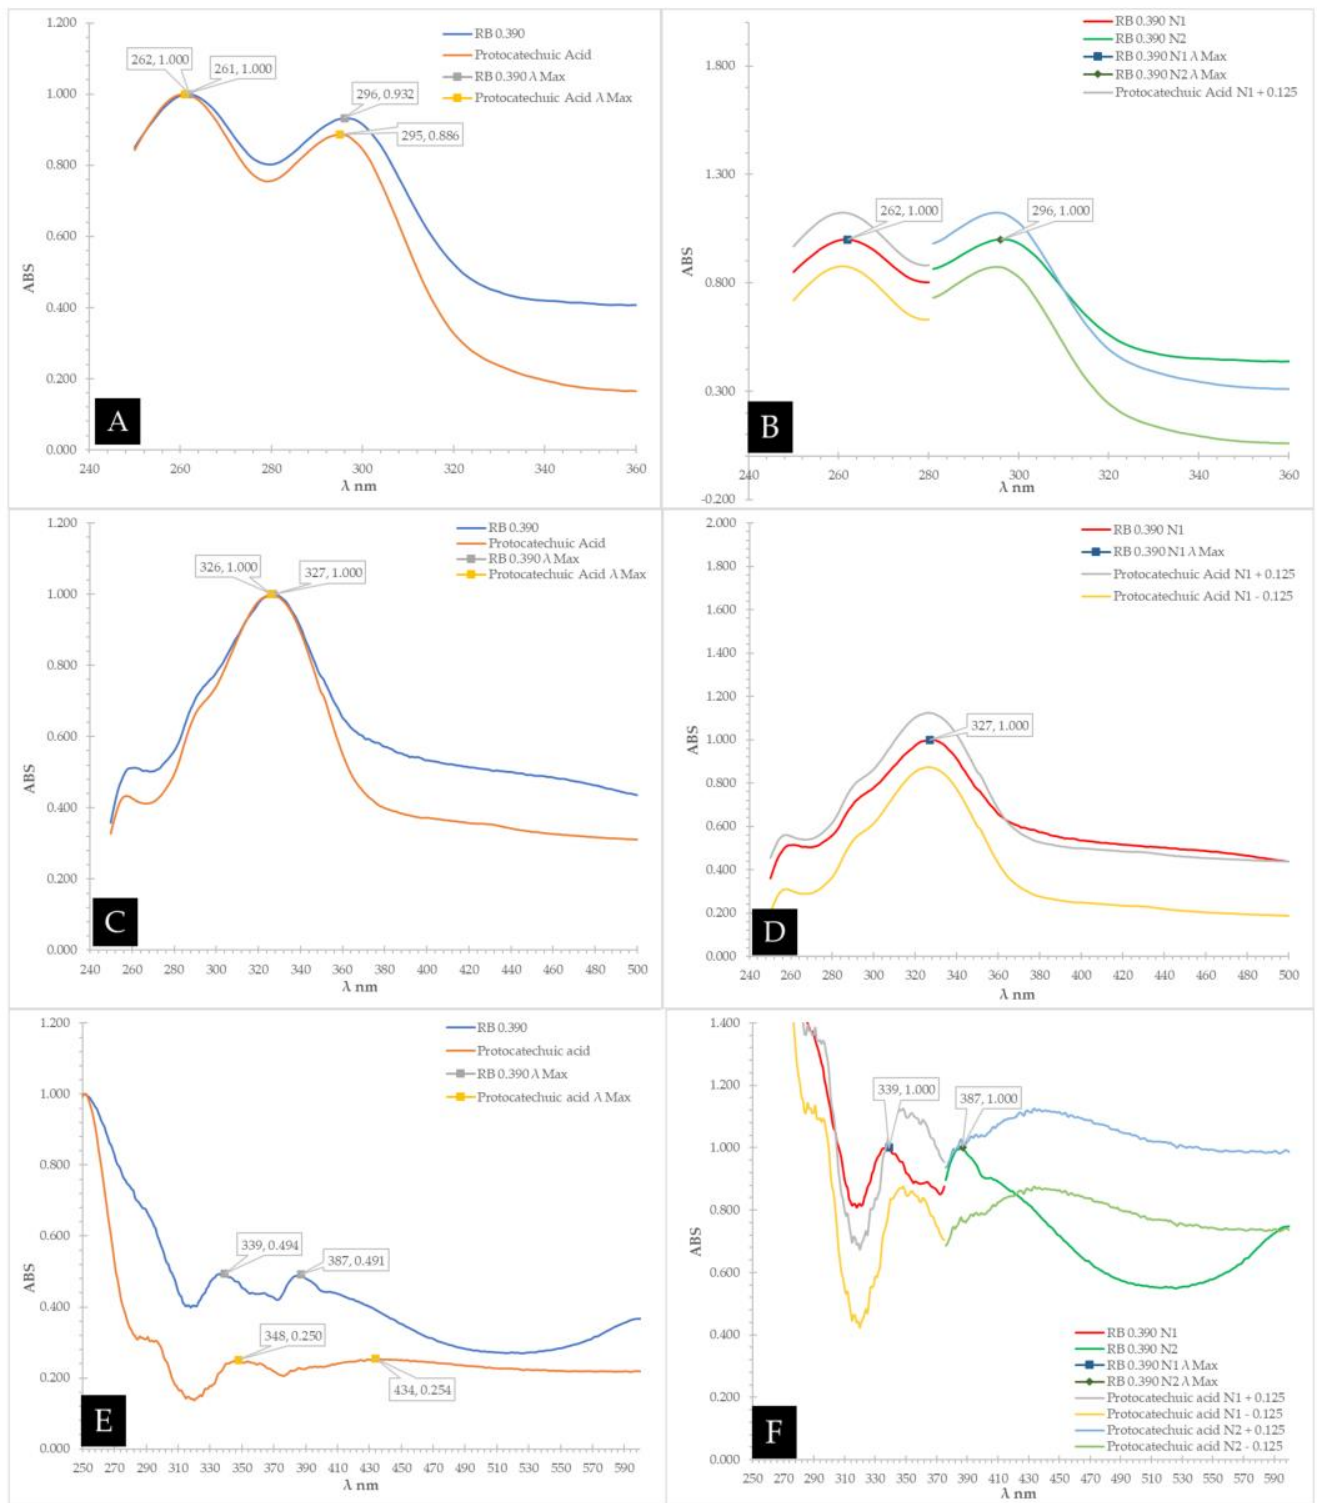 1.200
1.000
0.800
0.600
0.400
0.200
0.000
ABS
240 260 280 300 320 340 360
λ nm
RB 0.390
Protocatechuic Acid
RB 0.390 λ Max
Protocatechuic Acid λ Max
262, 1.000
261, 1.000
296, 0.932
295, 0.886
A
1.800
1.300
0.800
0.300
-0.200
ABS
240 260 280 300 320 340 360
λ nm
RB 0.390 N1
RB 0.390 N2
RB 0.390 N1 λ Max
RB 0.390 N2 λ Max
Protocatechuic Acid N1 + 0.125
262, 1.000
296, 1.000
B
1.200
1.000
0.800
0.600
0.400
0.200
0.000
ABS
240 260 280 300 320 340 360 380 400 420 440 460 480 500
λ nm
RB 0.390
Protocatechuic Acid
RB 0.390 λ Max
Protocatechuic Acid λ Max
326, 1.000
327, 1.000
C
2.000
1.800
1.600
1.400
1.200
1.000
0.800
0.600
0.400
0.200
0.000
ABS
240 260 280 300 320 340 360 380 400 420 440 460 480 500
λ nm
RB 0.390 N1
RB 0.390 N1 λ Max
Protocatechuic Acid N1 + 0.125
Protocatechuic Acid N1 - 0.125
327, 1.000
D
1.200
1.000
0.800
0.600
0.400
0.200
0.000
ABS
250 270 290 310 330 350 370 390 410 430 450 470 490 510 530 550 570 590
λ nm
RB 0.390
Protocatechuic acid
RB 0.390 λ Max
Protocatechuic acid λ Max
339, 0.494
387, 0.491
348, 0.250
434, 0.254
E
1.400
1.200
1.000
0.800
0.600
0.400
0.200
0.000
ABS
250 270 290 310 330 350 370 390 410 430 450 470 490 510 530 550 570 590
λ nm
339, 1.000
387, 1.000
RB 0.390 N1
RB 0.390 N2
RB 0.390 N1 λ Max
RB 0.390 N2 λ Max
Protocatechuic acid N1 + 0.125
Protocatechuic acid N1 - 0.125
Protocatechuic acid N2 + 0.125
Protocatechuic acid N2 - 0.125
F